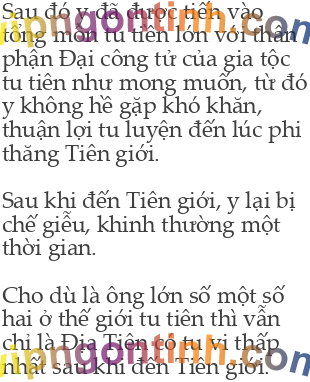 Sau đó y đã được tiến vào
tông môn tu tiên lớn với thân
phận Đại công tử của gia tộc
tu tiên như mong muốn, từ đó
y không hề gặp khó khăn,
thuận lợi tu luyện đến lúc phi
thăng Tiên giới.
Sau khi đến Tiên giới, y lại bị
chế giễu, khinh thường một
thời gian.
Cho dù là ông lớn số một số
hai ở thế giới tu tiên thì vẫn
chỉ là Địa Tiên có tu vi thấp
nhất sau khi đến Tiên giới.
vipngontinh.com
vipngontinh.com